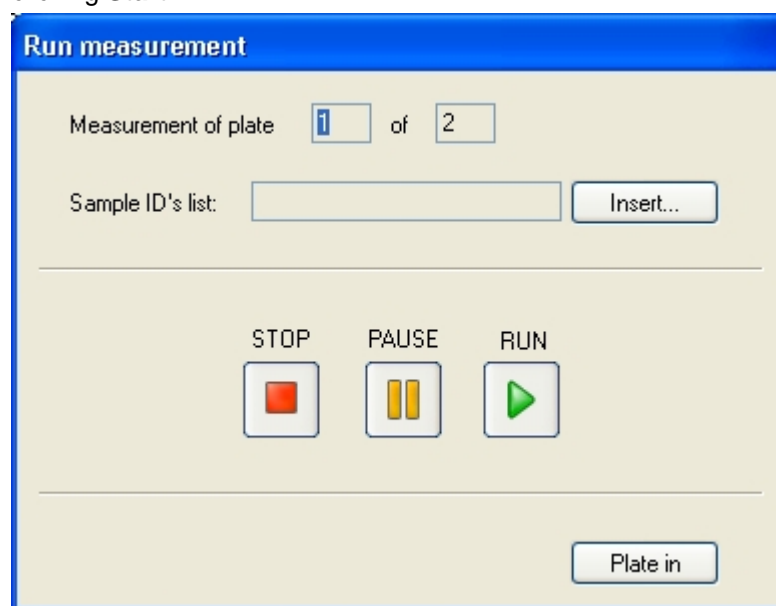 Run measurement
Measurement of plate 1 of 2
Sample ID's list: Insert...
STOP PAUSE RUN
Plate in